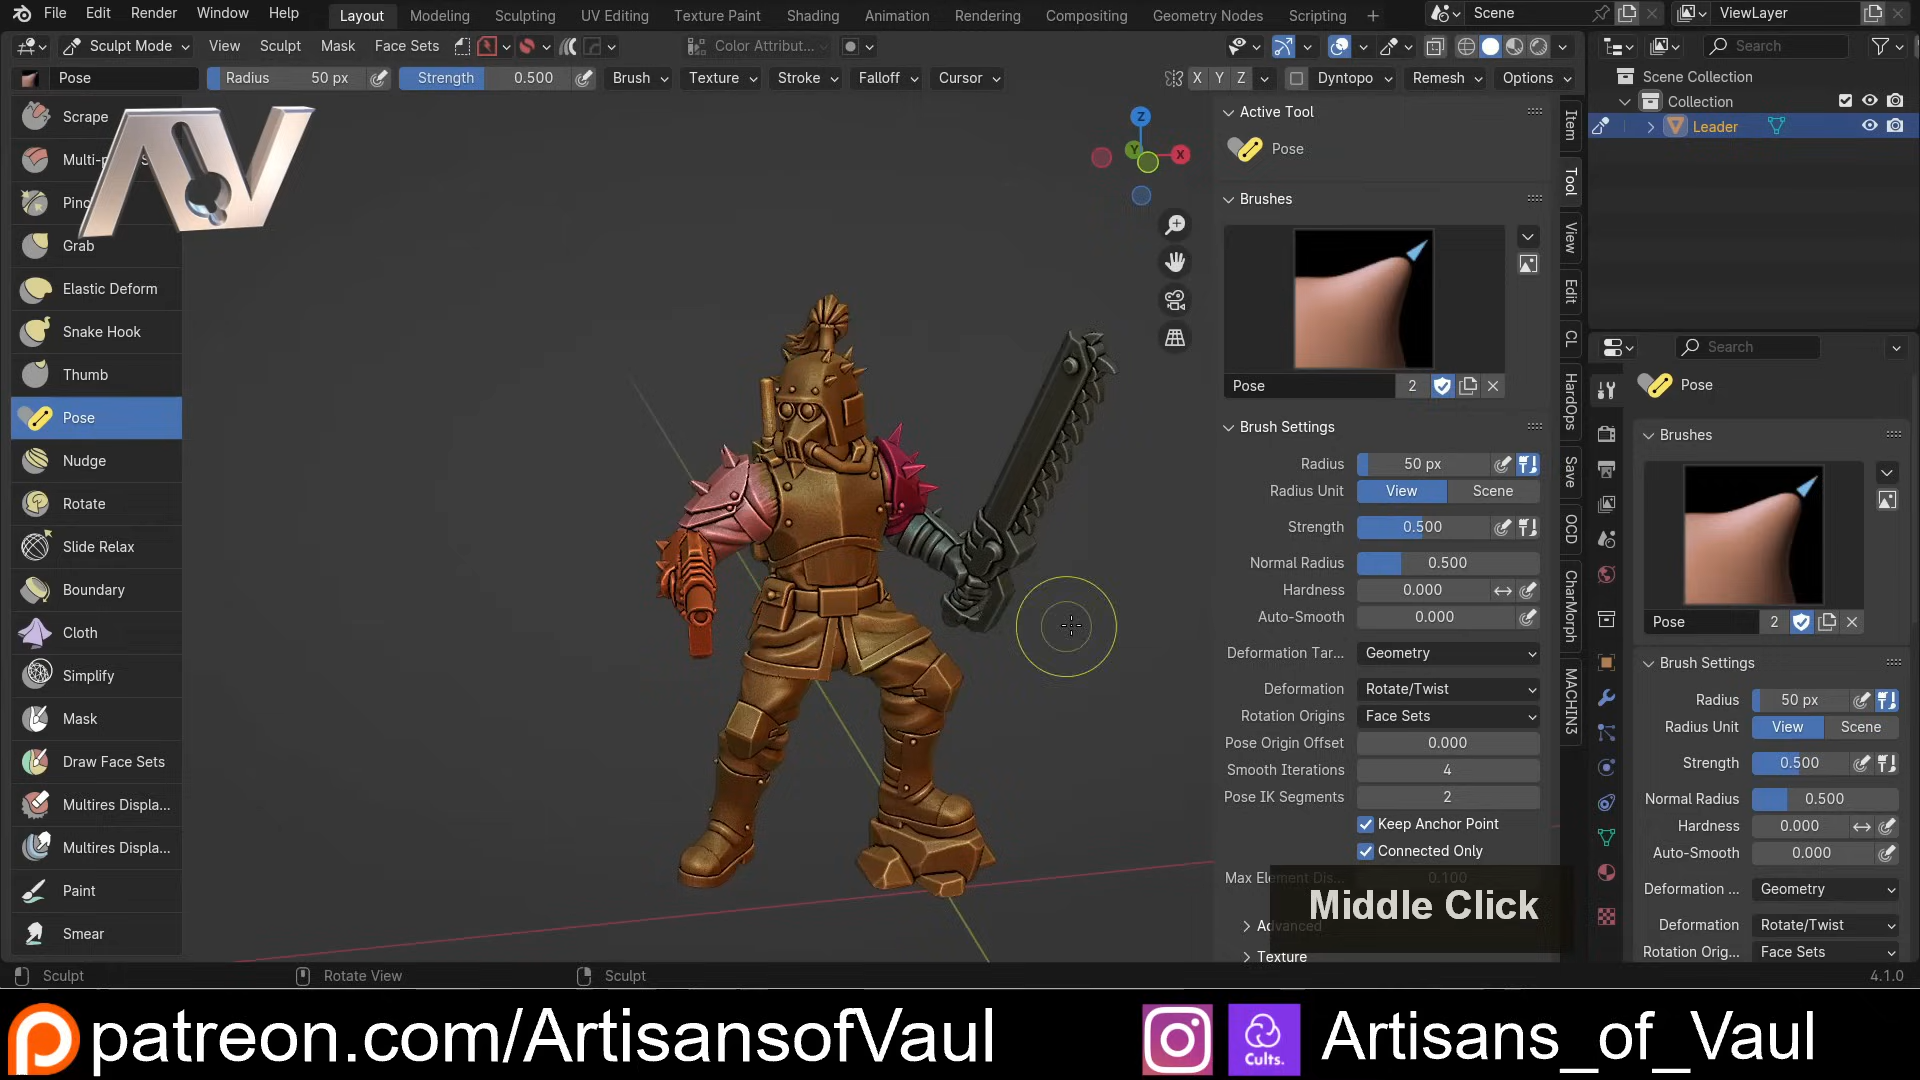 File Edit Render Window Help Layout Modeling Sculpting UV Editing Texture Paint Shading Animation Rendering Compositing Geometry Nodes Scripting + Scene ViewLayer
Sculpt Mode View Sculpt Mask Face Sets Color Attribut... Search
Pose Radius 50 px Strength 0.500 Brush Texture Stroke Falloff Cursor X Y Z Dyntopo Remesh Options
Scene Collection
Collection
Leader
Scrape
Grab
Elastic Deform
Snake Hook
Thumb
Pose
Nudge
Rotate
Slide Relax
Boundary
Cloth
Simplify
Mask
Draw Face Sets
Multires Displa...
Multires Displa...
Paint
Smear
AV
Z
Y
X
Active Tool
Pose
Brushes
Pose 2
Brush Settings
Radius 50 px
Radius Unit View Scene
Strength 0.500
Normal Radius 0.500
Hardness 0.000
Auto-Smooth 0.000
Deformation Tar... Geometry
Deformation Rotate/Twist
Rotation Origins Face Sets
Pose Origin Offset 0.000
Smooth Iterations 4
Pose IK Segments 2
Keep Anchor Point
Connected Only
Max Element Dis... 0.100
Advanced
Texture
Middle Click
Item
Tool
View
Edit
CL
HardOps
Save
OCD
CharMorph
MACHIN3
Search
Pose
Brushes
Pose 2
Brush Settings
Radius 50 px
Radius Unit View Scene
Strength 0.500
Normal Radius 0.500
Hardness 0.000
Auto-Smooth 0.000
Deformation ... Geometry
Deformation Rotate/Twist
Rotation Orig... Face Sets
Sculpt Rotate View Sculpt 4.1.0
patreon.com/ArtisansofVaul Cults. Artisans_of_Vaul